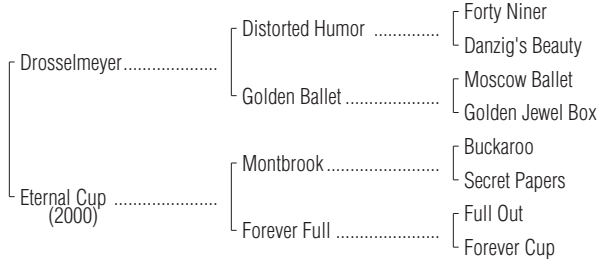 Forty Niner
Distorted Humor ..............
Danzig's Beauty
Drosselmeyer....................
Moscow Ballet
Golden Ballet....................
Golden Jewel Box
Buckaroo
Montbrook........................
Secret Papers
Eternal Cup ......................
(2000)
Full Out
Forever Full ......................
Forever Cup